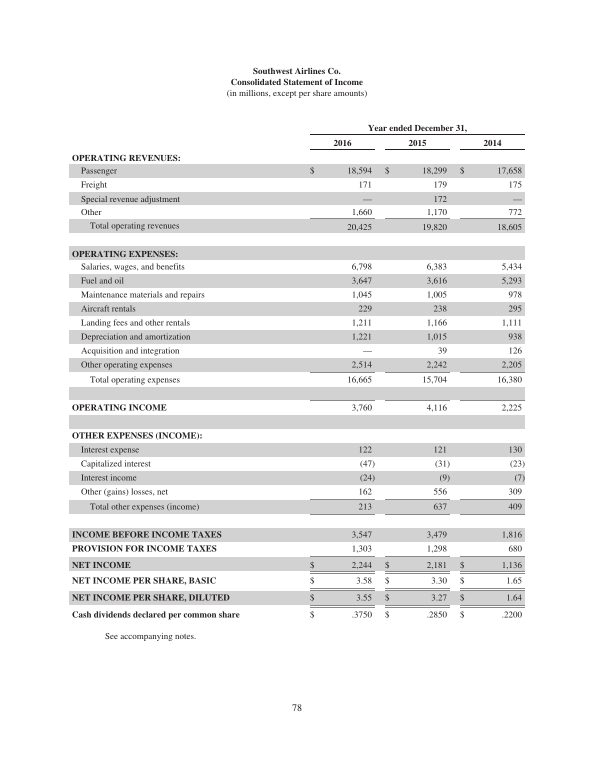 Southwest Airlines Co.
Consolidated Statement of Income
(in millions, except per share amounts)
Year ended December 31,
2016 2015 2014
OPERATING REVENUES:
Passenger $ 18,594 $ 18,299 $ 17,658
Freight 171 179 175
Special revenue adjustment — 172 —
Other 1,660 1,170 772
Total operating revenues 20,425 19,820 18,605
OPERATING EXPENSES:
Salaries, wages, and benefits 6,798 6,383 5,434
Fuel and oil 3,647 3,616 5,293
Maintenance materials and repairs 1,045 1,005 978
Aircraft rentals 229 238 295
Landing fees and other rentals 1,211 1,166 1,111
Depreciation and amortization 1,221 1,015 938
Acquisition and integration — 39 126
Other operating expenses 2,514 2,242 2,205
Total operating expenses 16,665 15,704 16,380
OPERATING INCOME 3,760 4,116 2,225
OTHER EXPENSES (INCOME):
Interest expense 122 121 130
Capitalized interest (47) (31) (23)
Interest income (24) (9) (7)
Other (gains) losses, net 162 556 309
Total other expenses (income) 213 637 409
INCOME BEFORE INCOME TAXES 3,547 3,479 1,816
PROVISION FOR INCOME TAXES 1,303 1,298 680
NET INCOME $ 2,244 $ 2,181 $ 1,136
NET INCOME PER SHARE, BASIC $ 3.58 $ 3.30 $ 1.65
NET INCOME PER SHARE, DILUTED $ 3.55 $ 3.27 $ 1.64
Cash dividends declared per common share $ .3750 $ .2850 $ .2200
See accompanying notes.
78